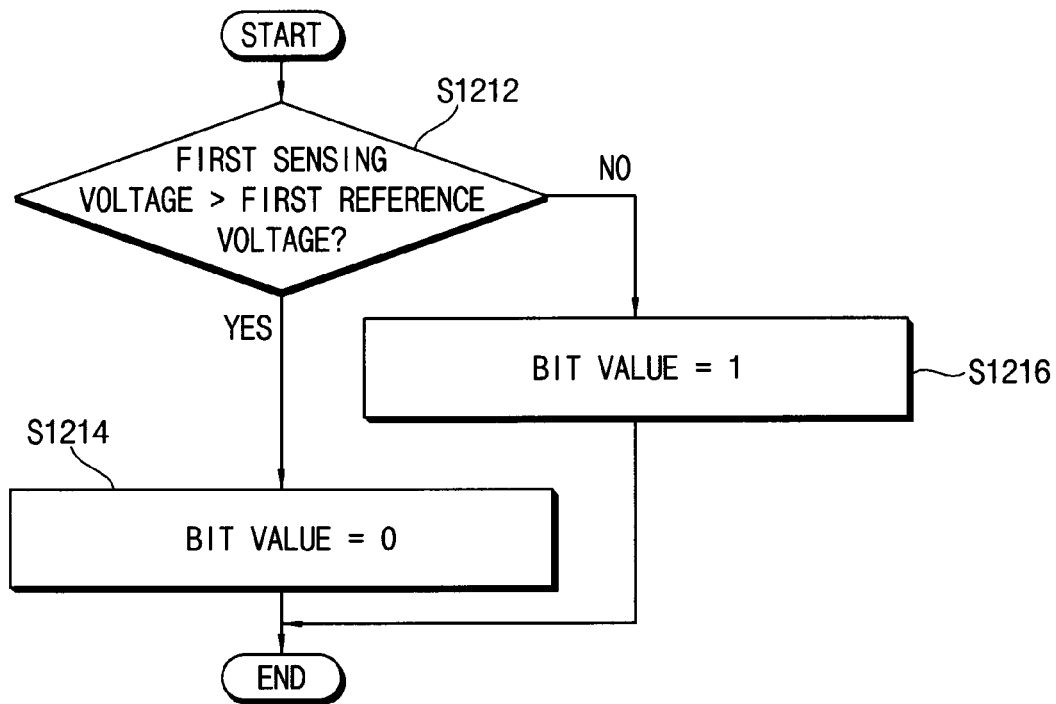 START
S1212
FIRST SENSING
VOLTAGE > FIRST REFERENCE
VOLTAGE?
NO
YES
BIT VALUE = 1
S1216
S1214
BIT VALUE = 0
END